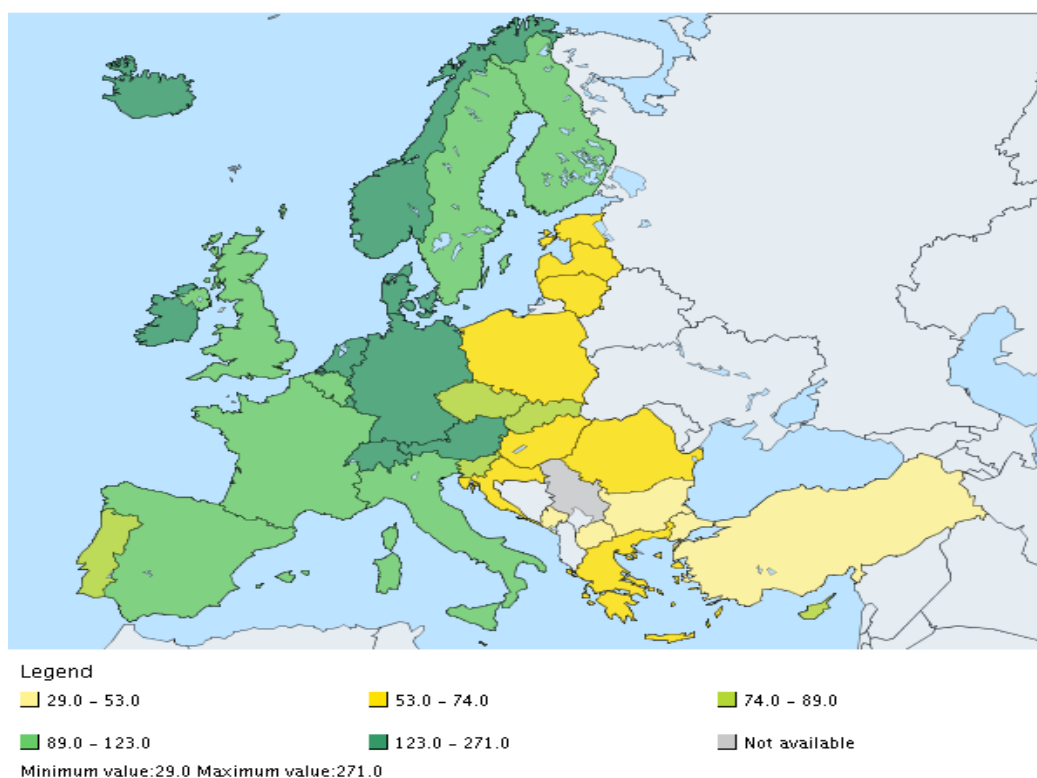 Legend
29.0 - 53.0 53.0 - 74.0 74.0 - 89.0
89.0 - 123.0 123.0 - 271.0 Not available
Minimum value:29.0 Maximum value:271.0